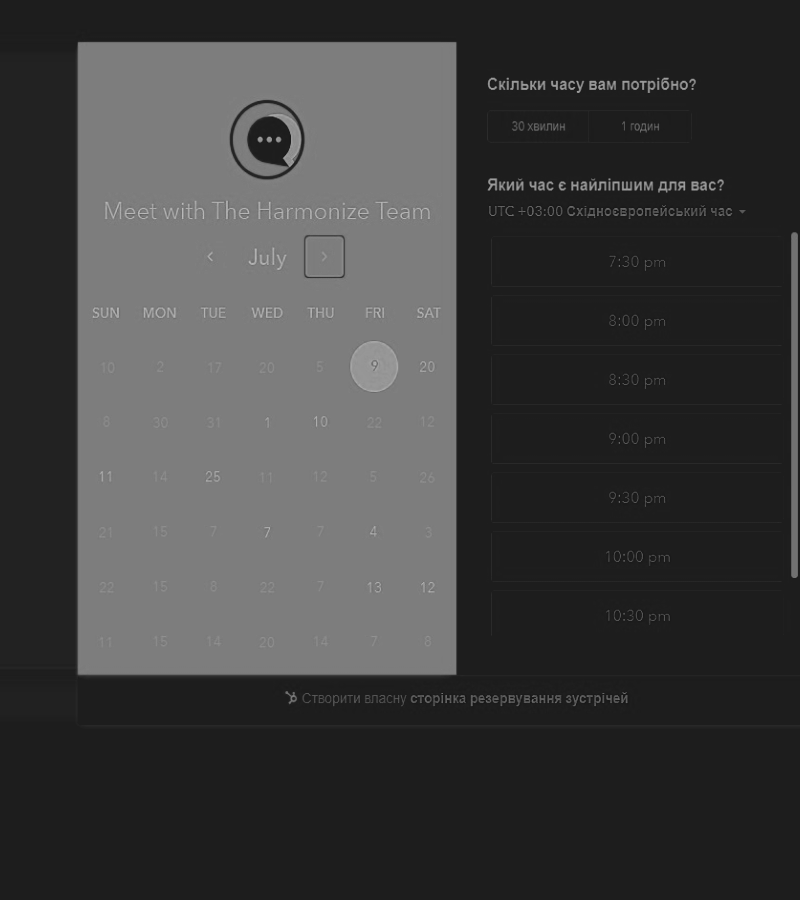 Meet with The Harmonize Team
July
SUN MON TUE WED THU FRI SAT
10 2 17 20 5 9 20
8 30 31 1 10 22 12
11 14 25 11 12 5 26
21 15 7 7 7 4 3
22 15 8 22 7 13 12
11 15 14 20 14 7 8
Скільки часу вам потрібно?
30 хвилин 1 годин
Який час є найліпшим для вас?
UTC +03:00 Східноєвропейський час
7:30 pm
8:00 pm
8:30 pm
9:00 pm
9:30 pm
10:00 pm
10:30 pm
Створити власну сторінка резервування зустрічей